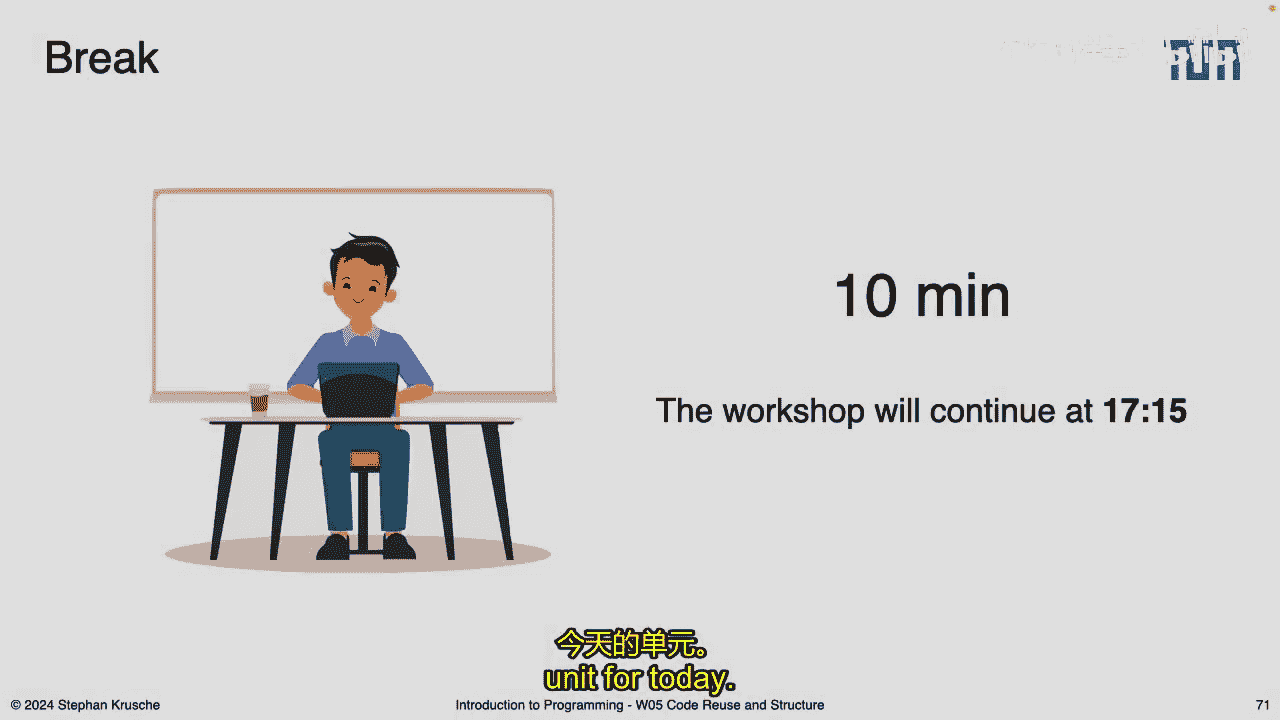 Break
10 min
The workshop will continue at 17:15
今天的单元。
unit for today.
© 2024 Stephan Krusche
Introduction to Programming - W05 Code Reuse and Structure
71